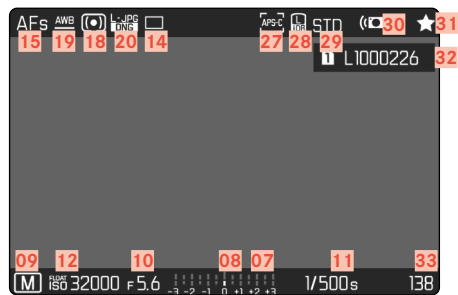 AFs AWB L-JPG DNG APS-C L LOG STD
15 19 18 20 14 27 28 29 30 31
1 L1000226 32
09 12 10 08 07 11 33
M FLOAT ISO 32000 F 5.6 -3 -2 -1 0 +1 +2 +3 1/500s 138